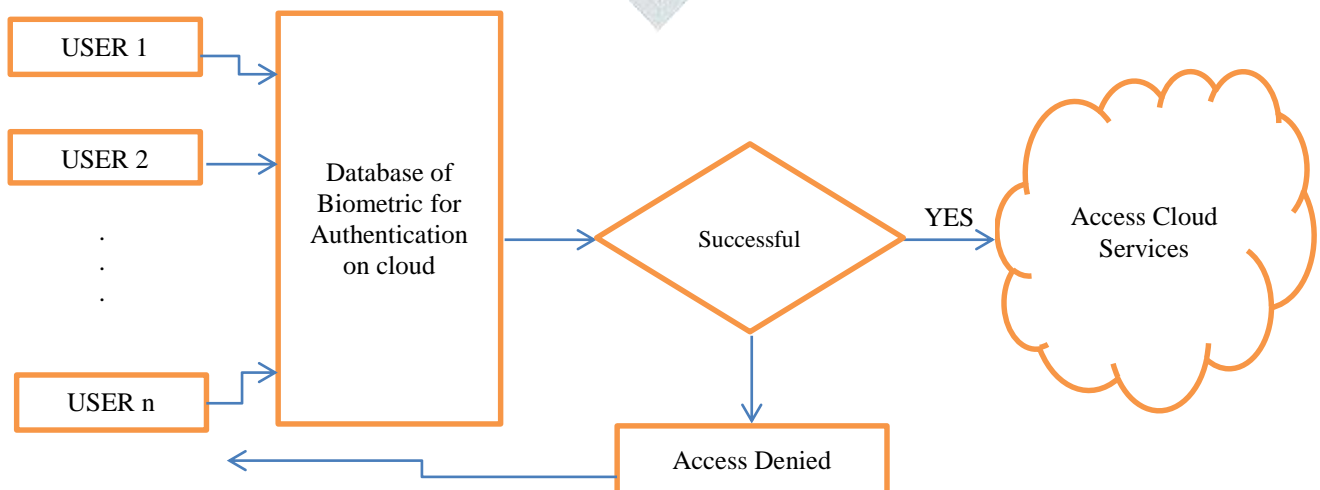 USER 1
USER 2
.
.
.
USER n
Database of
Biometric for
Authentication
on cloud
Successful
YES
Access Cloud
Services
Access Denied